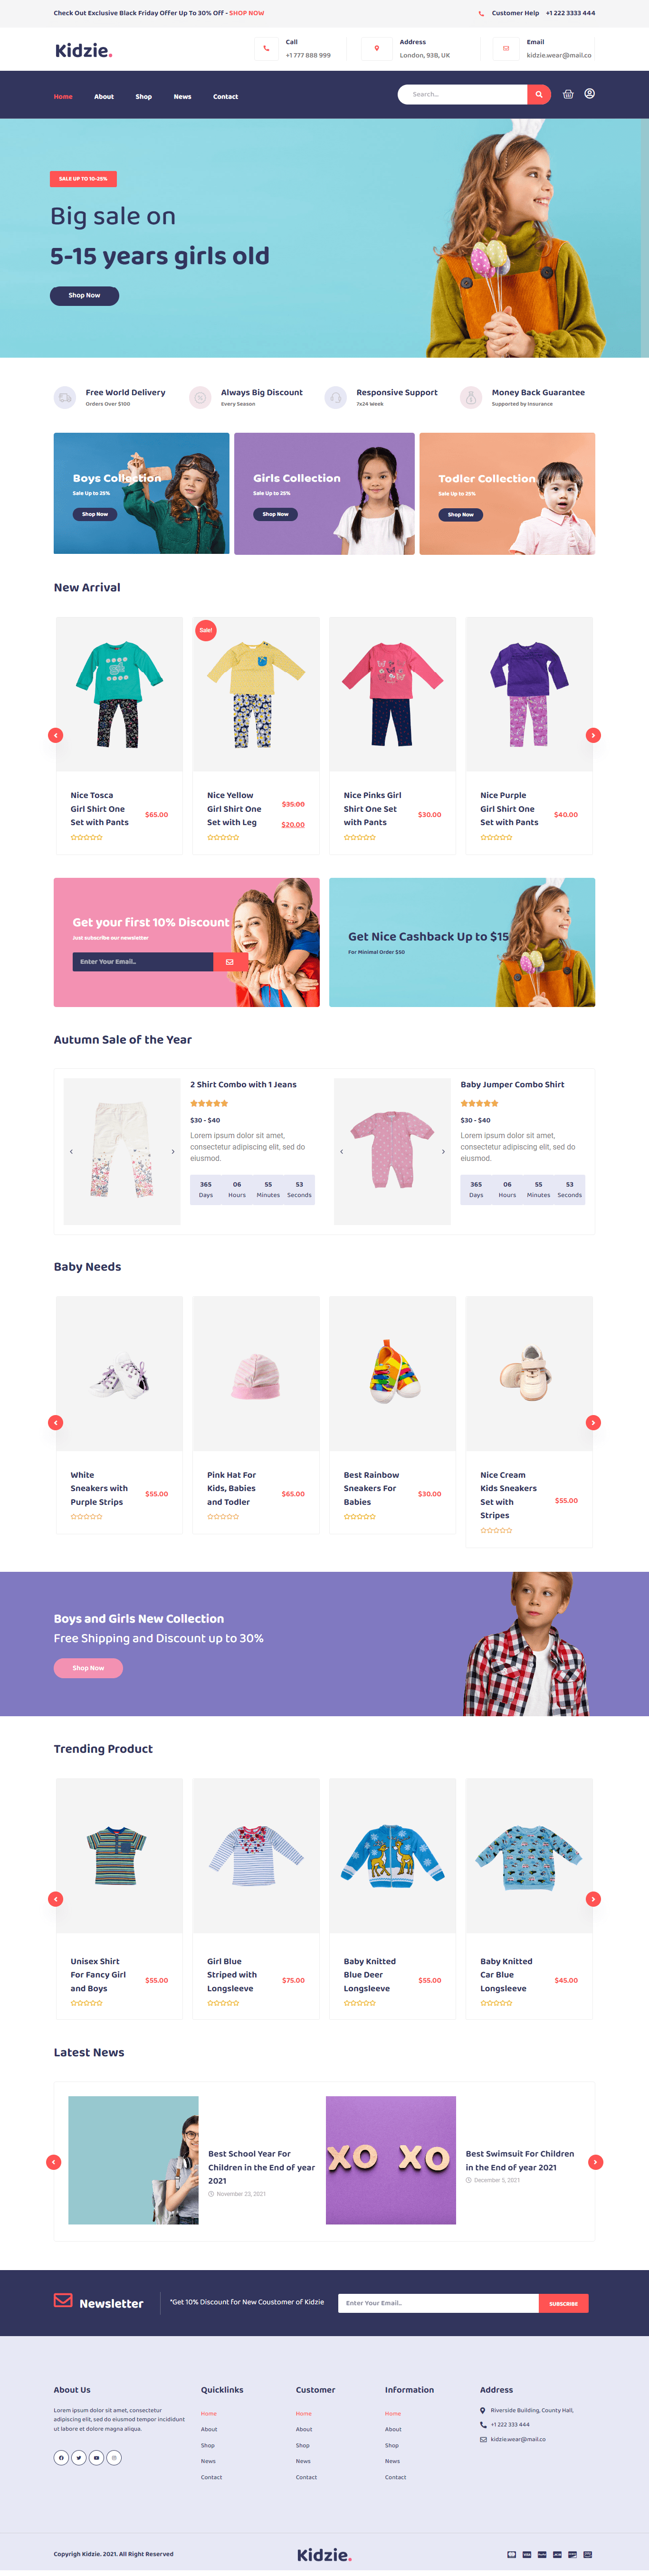 Check Out Exclusive Black Friday Offer Up To 30% Off - SHOP NOW
Customer Help +1 222 3333 444
Kidzie.
Call
+1 777 888 999
Address
London, 93B, UK
Email
kidzie.wear@mail.co
Home About Shop News Contact
Search...
SALE UP TO 10-25%
Big sale on
5-15 years girls old
Shop Now
Free World Delivery
Orders Over $100
Always Big Discount
Every Season
Responsive Support
7x24 Week
Money Back Guarantee
Supported by Insurance
Boys Collection
Sale Up to 25%
Shop Now
Girls Collection
Sale Up to 25%
Shop Now
Todler Collection
Sale Up to 25%
Shop Now
New Arrival
Sale!
Nice Tosca
Girl Shirt One
Set with Pants
$65.00
Nice Yellow
Girl Shirt One
Set with Leg
$35.00
$20.00
Nice Pinks Girl
Shirt One Set
with Pants
$30.00
Nice Purple
Girl Shirt One
Set with Pants
$40.00
Get your first 10% Discount
Just subscribe our newsletter
Enter Your Email..
Get Nice Cashback Up to $15
For Minimal Order $50
Autumn Sale of the Year
2 Shirt Combo with 1 Jeans
$30 - $40
Lorem ipsum dolor sit amet,
consectetur adipiscing elit, sed do
eiusmod.
365 06 55 53
Days Hours Minutes Seconds
Baby Jumper Combo Shirt
$30 - $40
Lorem ipsum dolor sit amet,
consectetur adipiscing elit, sed do
eiusmod.
365 06 55 53
Days Hours Minutes Seconds
Baby Needs
White
Sneakers with
Purple Strips
$55.00
Pink Hat For
Kids, Babies
and Todler
$65.00
Best Rainbow
Sneakers For
Babies
$30.00
Nice Cream
Kids Sneakers
Set with
Stripes
$55.00
Boys and Girls New Collection
Free Shipping and Discount up to 30%
Shop Now
Trending Product
Unisex Shirt
For Fancy Girl
and Boys
$55.00
Girl Blue
Striped with
Longsleeve
$75.00
Baby Knitted
Blue Deer
Longsleeve
$55.00
Baby Knitted
Car Blue
Longsleeve
$45.00
Latest News
Best School Year For
Children in the End of year
2021
November 23, 2021
XO XO
Best Swimsuit For Children
in the End of year 2021
December 5, 2021
Newsletter
*Get 10% Discount for New Coustomer of Kidzie
Enter Your Email..
SUBSCRIBE
About Us
Lorem ipsum dolor sit amet, consectetur
adipiscing elit, sed do eiusmod tempor incididunt
ut labore et dolore magna aliqua.
Quicklinks
Home
About
Shop
News
Contact
Customer
Home
About
Shop
News
Contact
Information
Home
About
Shop
News
Contact
Address
Riverside Building, County Hall,
+1 222 333 444
kidzie.wear@mail.co
Copyrigh Kidzie. 2021. All Right Reserved
Kidzie.